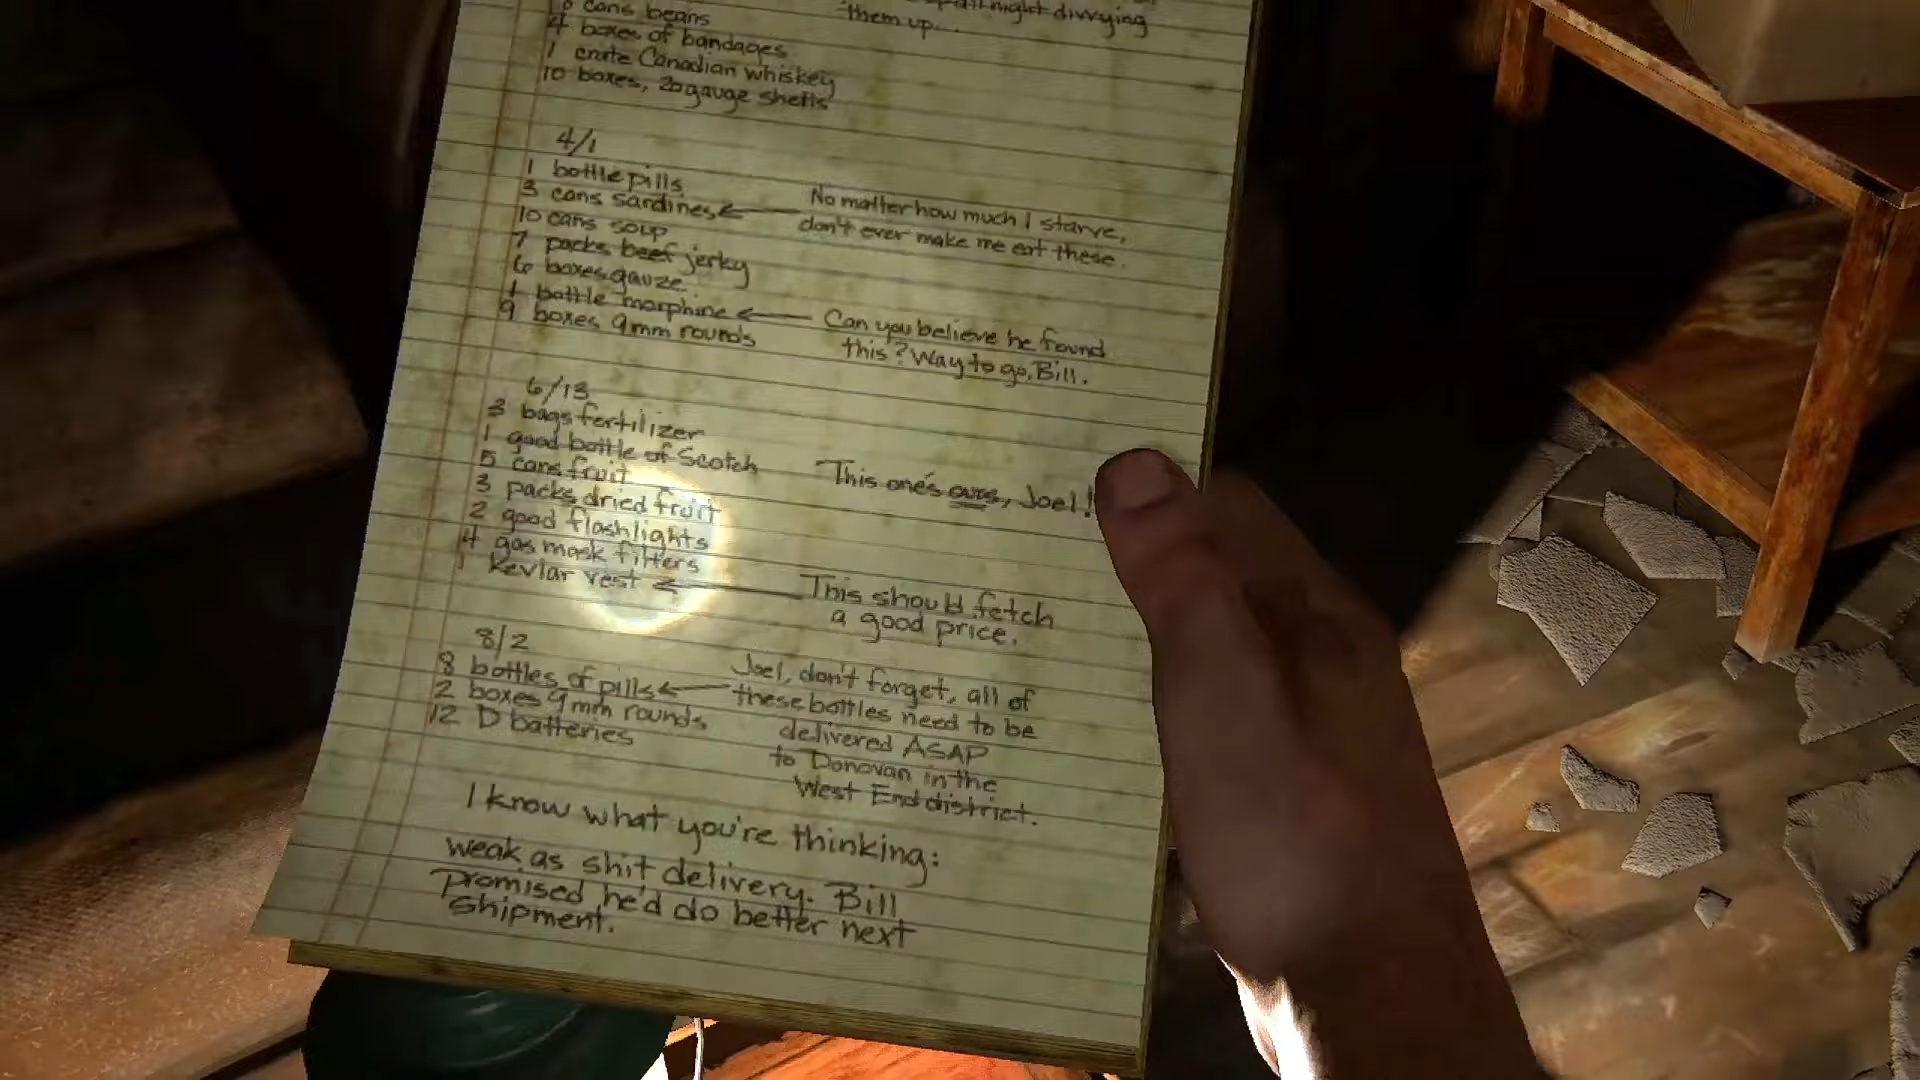 cans beans
4 boxes of bandages
1 crate Canadian whiskey
10 boxes, 20 gauge shells
night divvying
them up...
4/1
1 bottle pills
3 cans sardines
10 cans soup
7 packs beef jerky
6 boxes gauze
1 bottle morphine
9 boxes 9mm rounds
No matter how much I starve,
don't ever make me eat these.
Can you believe he found
this? Way to go, Bill.
6/13
3 bags fertilizer
1 good bottle of Scotch
5 cans fruit
3 packs dried fruit
2 good flashlights
4 gas mask filters
1 Kevlar vest
This one's ours, Joel!
This should fetch
a good price.
8/2
8 bottles of pills
2 boxes 9mm rounds
12 D batteries
Joel, don't forget, all of
these bottles need to be
delivered ASAP
to Donovan in the
West End district.
I know what you're thinking:
weak as shit delivery. Bill
promised he'd do better next
shipment.